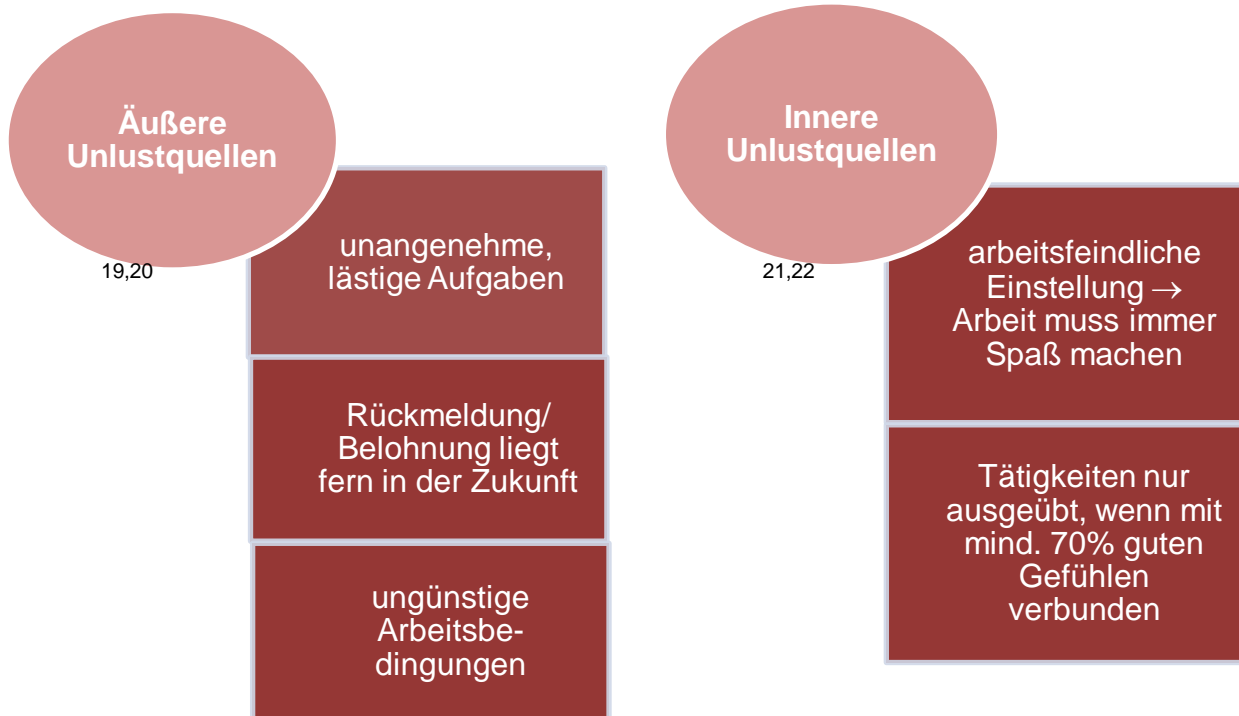 Äußere
Unlustquellen
19,20
unangenehme,
lästige Aufgaben
Rückmeldung/
Belohnung liegt
fern in der Zukunft
ungünstige
Arbeitsbe-
dingungen
Innere
Unlustquellen
21,22
arbeitsfeindliche
Einstellung →
Arbeit muss immer
Spaß machen
Tätigkeiten nur
ausgeübt, wenn mit
mind. 70% guten
Gefühlen
verbunden